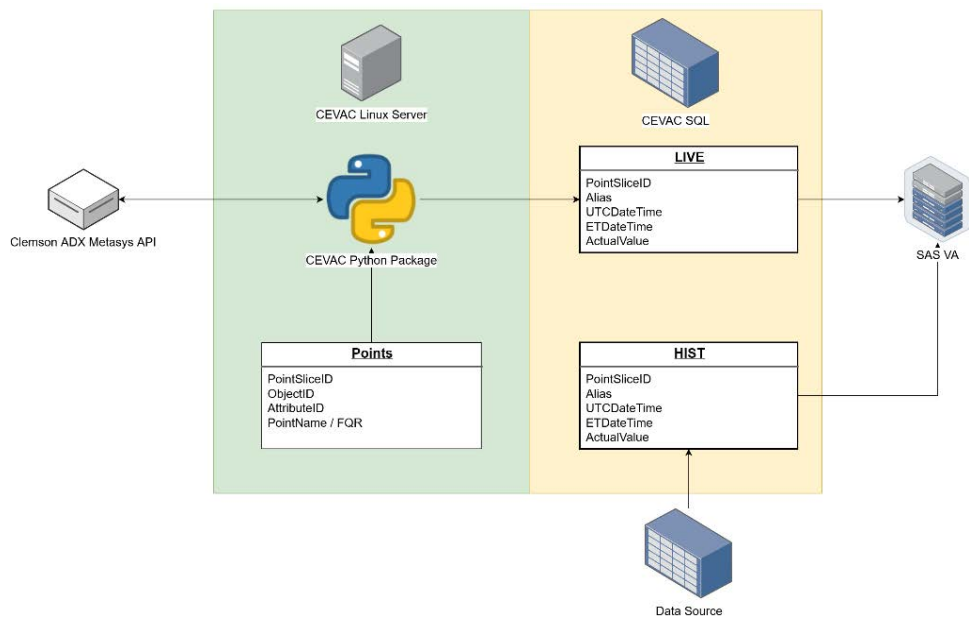 CEVAC Linux Server
CEVAC SQL
Clemson ADX Metasys API
CEVAC Python Package
LIVE
PointSliceID
Alias
UTCDateTime
ETDateTime
ActualValue
SAS VA
Points
PointSliceID
ObjectID
AttributeID
PointName / FQR
HIST
PointSliceID
Alias
UTCDateTime
ETDateTime
ActualValue
Data Source